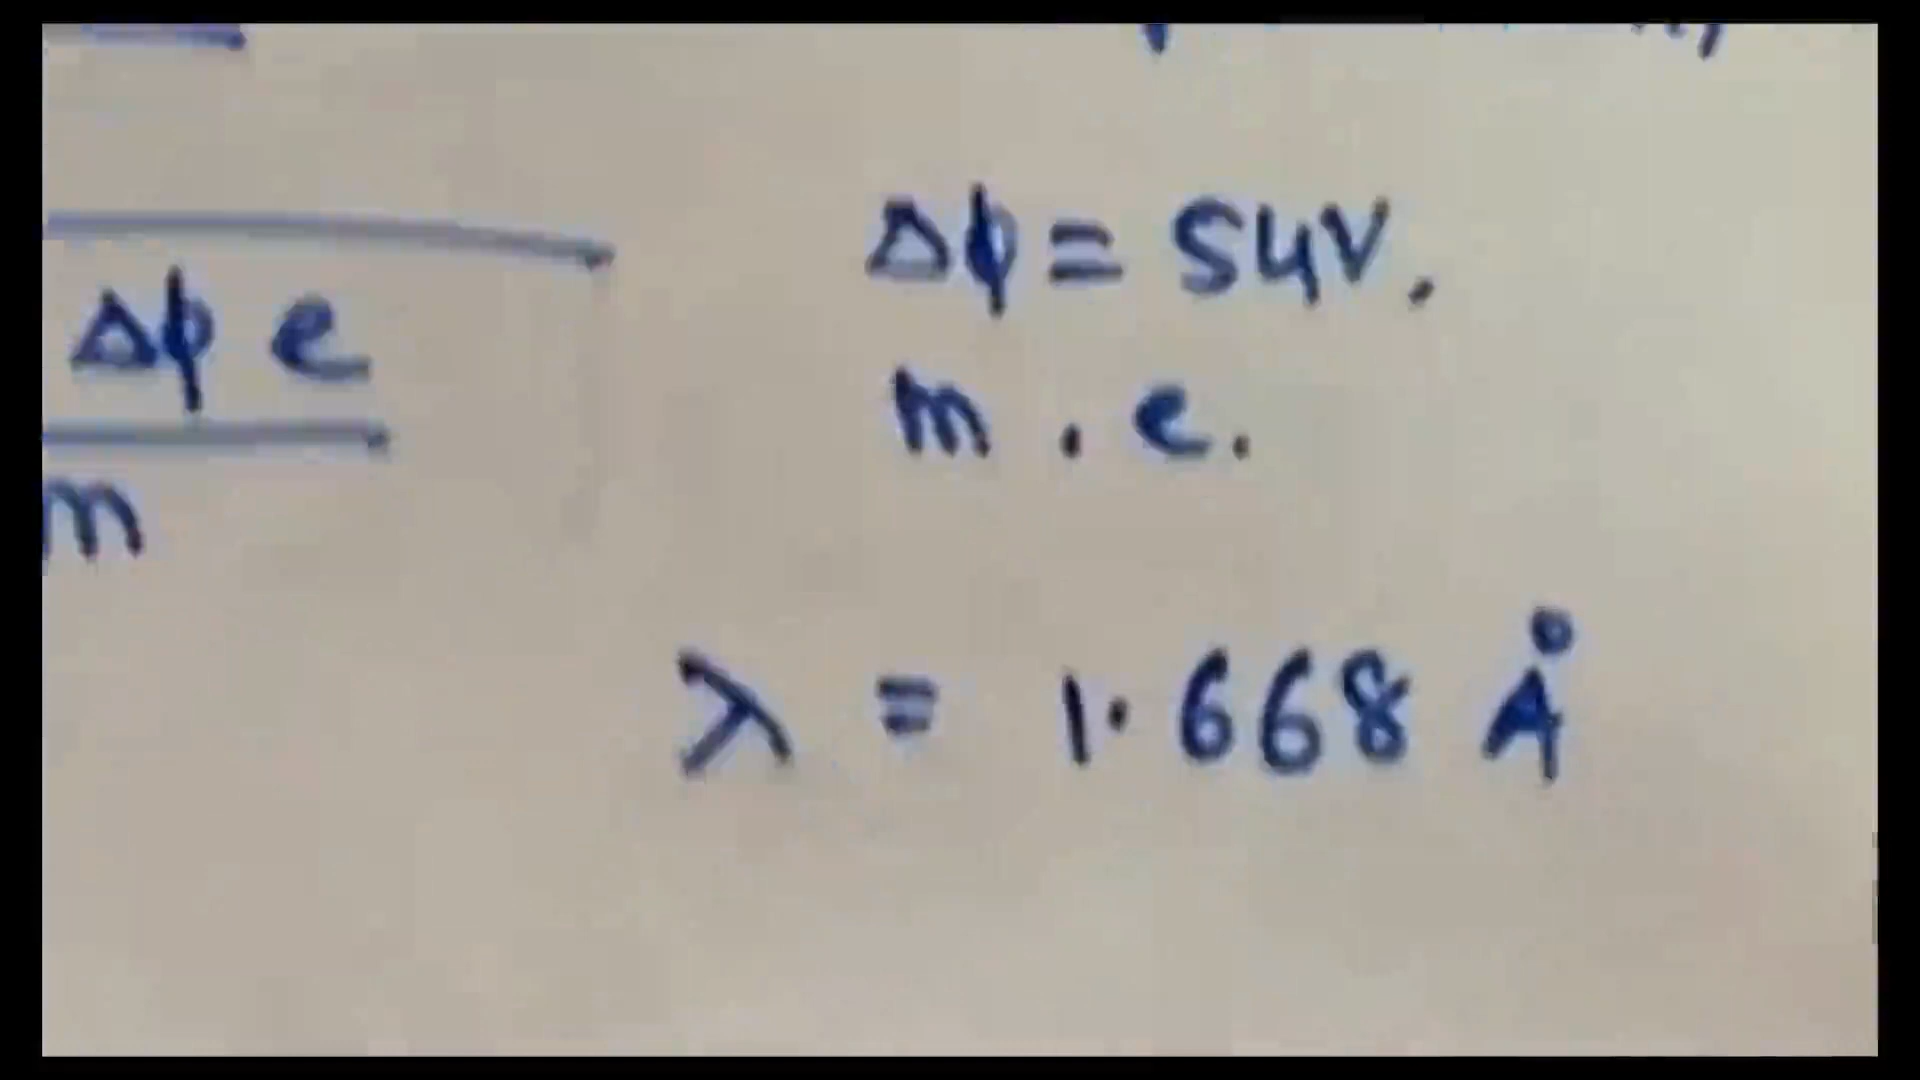 Δφ = 54V.
Δφ e
m . e.
m
λ = 1.668 Å